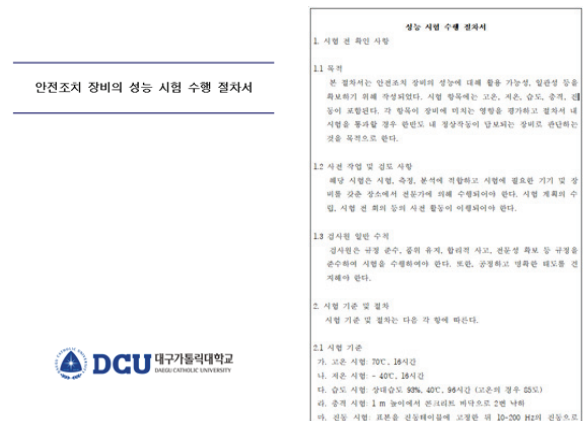 안전조치 장비의 성능 시험 수행 절차서
DCU 대구가톨릭대학교
DAEGU CATHOLIC UNIVERSITY
성능 시험 수행 절차서
1. 시험 전 확인 사항
1.1 목적
본 절차서는 안전조치 장비의 성능에 대해 활용 가능성, 일관성 등을
확보하기 위해 작성되었다. 시험 항목에는 고온, 저온, 습도, 충격, 진
동이 포함된다. 각 항목이 장비에 미치는 영향을 평가하고 절차서 내
시험을 통과할 경우 한반도 내 정상작동이 담보되는 장비로 판단하는
것을 목적으로 한다.
1.2 사전 작업 및 검토 사항
해당 시험은 시험, 측정, 분석에 적합하고 시험에 필요한 기기 및 장
비를 갖춘 장소에서 전문가에 의해 수행되어야 한다. 시험 계획의 수
립, 시험 전 회의 등의 사전 활동이 이행되어야 한다.
1.3 검사원 일반 수칙
검사원은 규정 준수, 품위 유지, 합리적 사고, 전문성 확보 등 규정을
준수하여 시험을 수행하여야 한다. 또한, 공정하고 명확한 태도를 견
지해야 한다.
2. 시험 기준 및 절차
시험 기준 및 절차는 다음 각 항에 따른다.
2.1 시험 기준
가. 고온 시험: 70℃, 16시간
나. 저온 시험: - 40℃, 16시간
다. 습도 시험: 상대습도 93%, 40℃, 96시간 (고온의 경우 55도)
라. 충격 시험: 1 m 높이에서 콘크리트 바닥으로 2번 낙하
마. 진동 시험: 표본을 진동테이블에 고정한 뒤 10-200 Hz의 진동으로